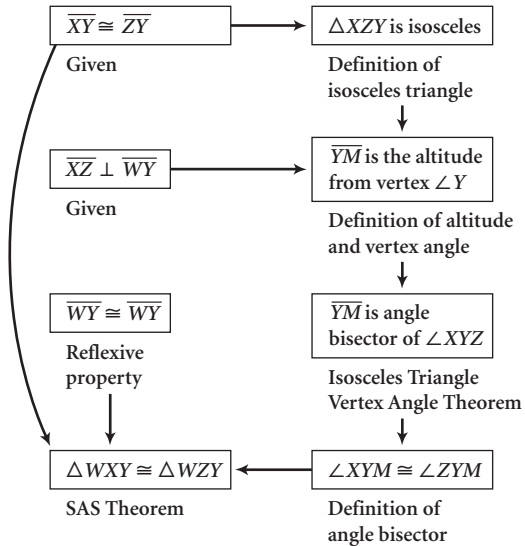 XY ≅ ZY
Given
△XZY is isosceles
Definition of
isosceles triangle
XZ ⊥ WY
Given
YM is the altitude
from vertex ∠Y
Definition of altitude
and vertex angle
WY ≅ WY
Reflexive
property
YM is angle
bisector of ∠XYZ
Isosceles Triangle
Vertex Angle Theorem
△WXY ≅ △WZY
SAS Theorem
∠XYM ≅ ∠ZYM
Definition of
angle bisector